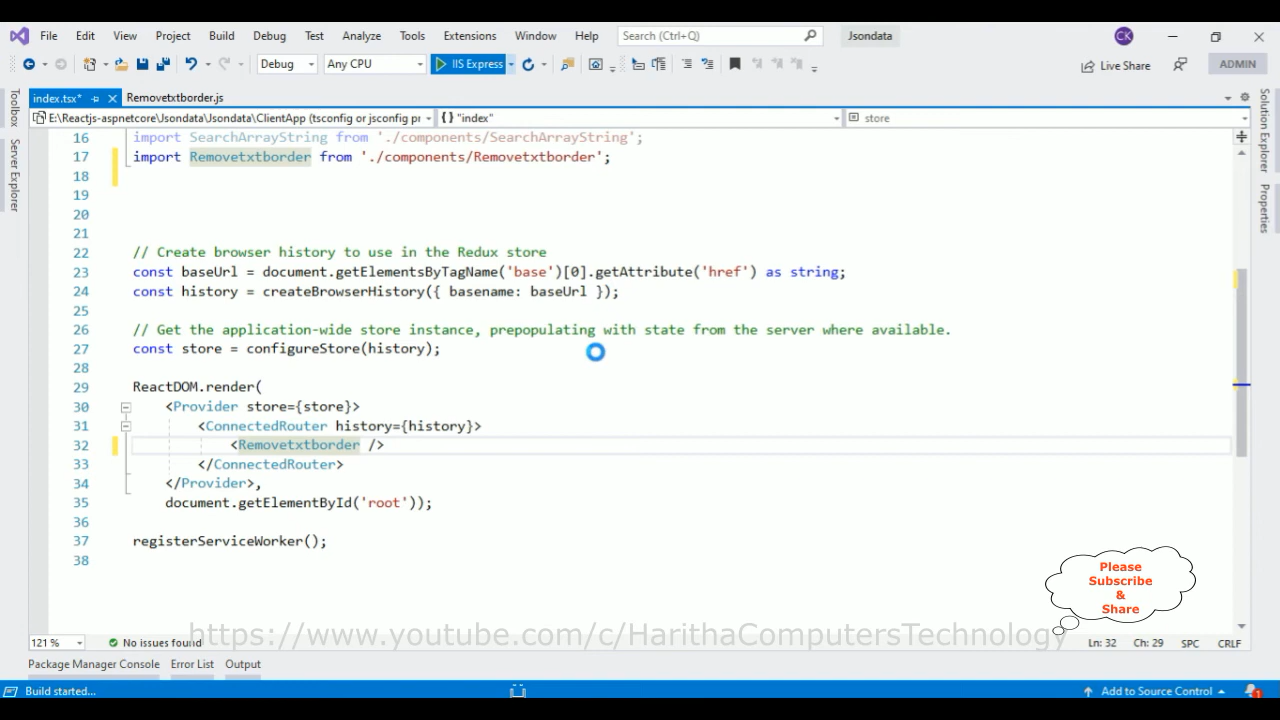 File Edit View Project Build Debug Test Analyze Tools Extensions Window Help Search (Ctrl+Q) Jsondata CK
Debug Any CPU IIS Express Live Share ADMIN
index.tsx* Removetxtborder.js
E:\Reactjs-aspnetcore\Jsondata\Jsondata\ClientApp (tsconfig or jsconfig pr {} "index" store
Toolbox
Server Explorer
Solution Explorer
Properties
16 import SearchArrayString from './components/SearchArrayString';
17 import Removetxtborder from './components/Removetxtborder';
18
19
20
21
22 // Create browser history to use in the Redux store
23 const baseUrl = document.getElementsByTagName('base')[0].getAttribute('href') as string;
24 const history = createBrowserHistory({ basename: baseUrl });
25
26 // Get the application-wide store instance, prepopulating with state from the server where available.
27 const store = configureStore(history);
28
29 ReactDOM.render(
30 <Provider store={store}>
31 <ConnectedRouter history={history}>
32 <Removetxtborder />
33 </ConnectedRouter>
34 </Provider>,
35 document.getElementById('root'));
36
37 registerServiceWorker();
38
Please
Subscribe
&
Share
121 % No issues found Ln: 32 Ch: 29 SPC CRLF
https://www.youtube.com/c/HarithaComputersTechnology
Package Manager Console Error List Output
Build started... Add to Source Control 1